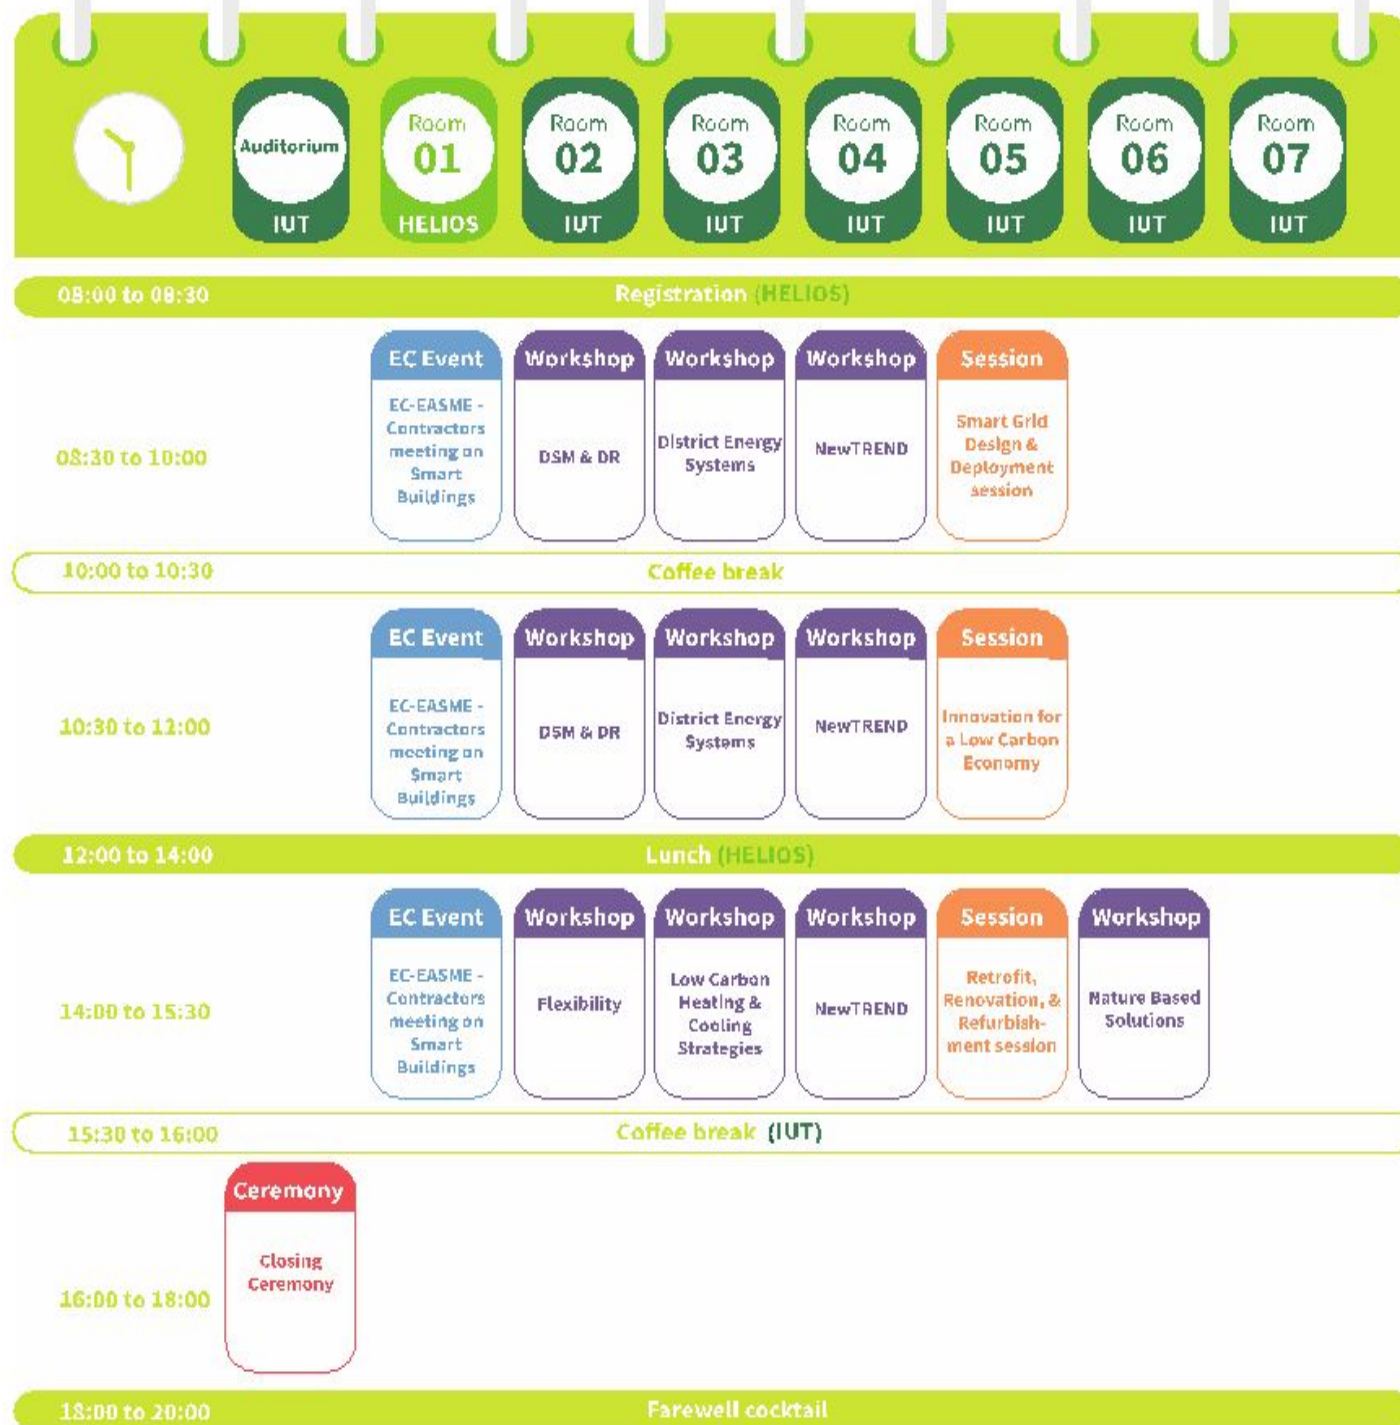 Auditorium
IUT
Room
01
HELIOS
Room
02
IUT
Room
03
IUT
Room
04
IUT
Room
05
IUT
Room
06
IUT
Room
07
IUT
08:00 to 08:30
Registration (HELIOS)
08:30 to 10:00
EC Event
EC-EASME -
Contractors
meeting on
Smart
Buildings
Workshop
DSM & DR
Workshop
District Energy
Systems
Workshop
NewTREND
Session
Smart Grid
Design &
Deployment
session
10:00 to 10:30
Coffee break
10:30 to 12:00
EC Event
EC-EASME -
Contractors
meeting on
Smart
Buildings
Workshop
DSM & DR
Workshop
District Energy
Systems
Workshop
NewTREND
Session
Innovation for
a Low Carbon
Economy
12:00 to 14:00
Lunch (HELIOS)
14:00 to 15:30
EC Event
EC-EASME -
Contractors
meeting on
Smart
Buildings
Workshop
Flexibility
Workshop
Low Carbon
Heating &
Cooling
Strategies
Workshop
NewTREND
Session
Retrofit,
Renovation, &
Refurbish-
ment session
Workshop
Nature Based
Solutions
15:30 to 16:00
Coffee break (IUT)
16:00 to 18:00
Ceremony
Closing
Ceremony
18:00 to 20:00
Farewell cocktail